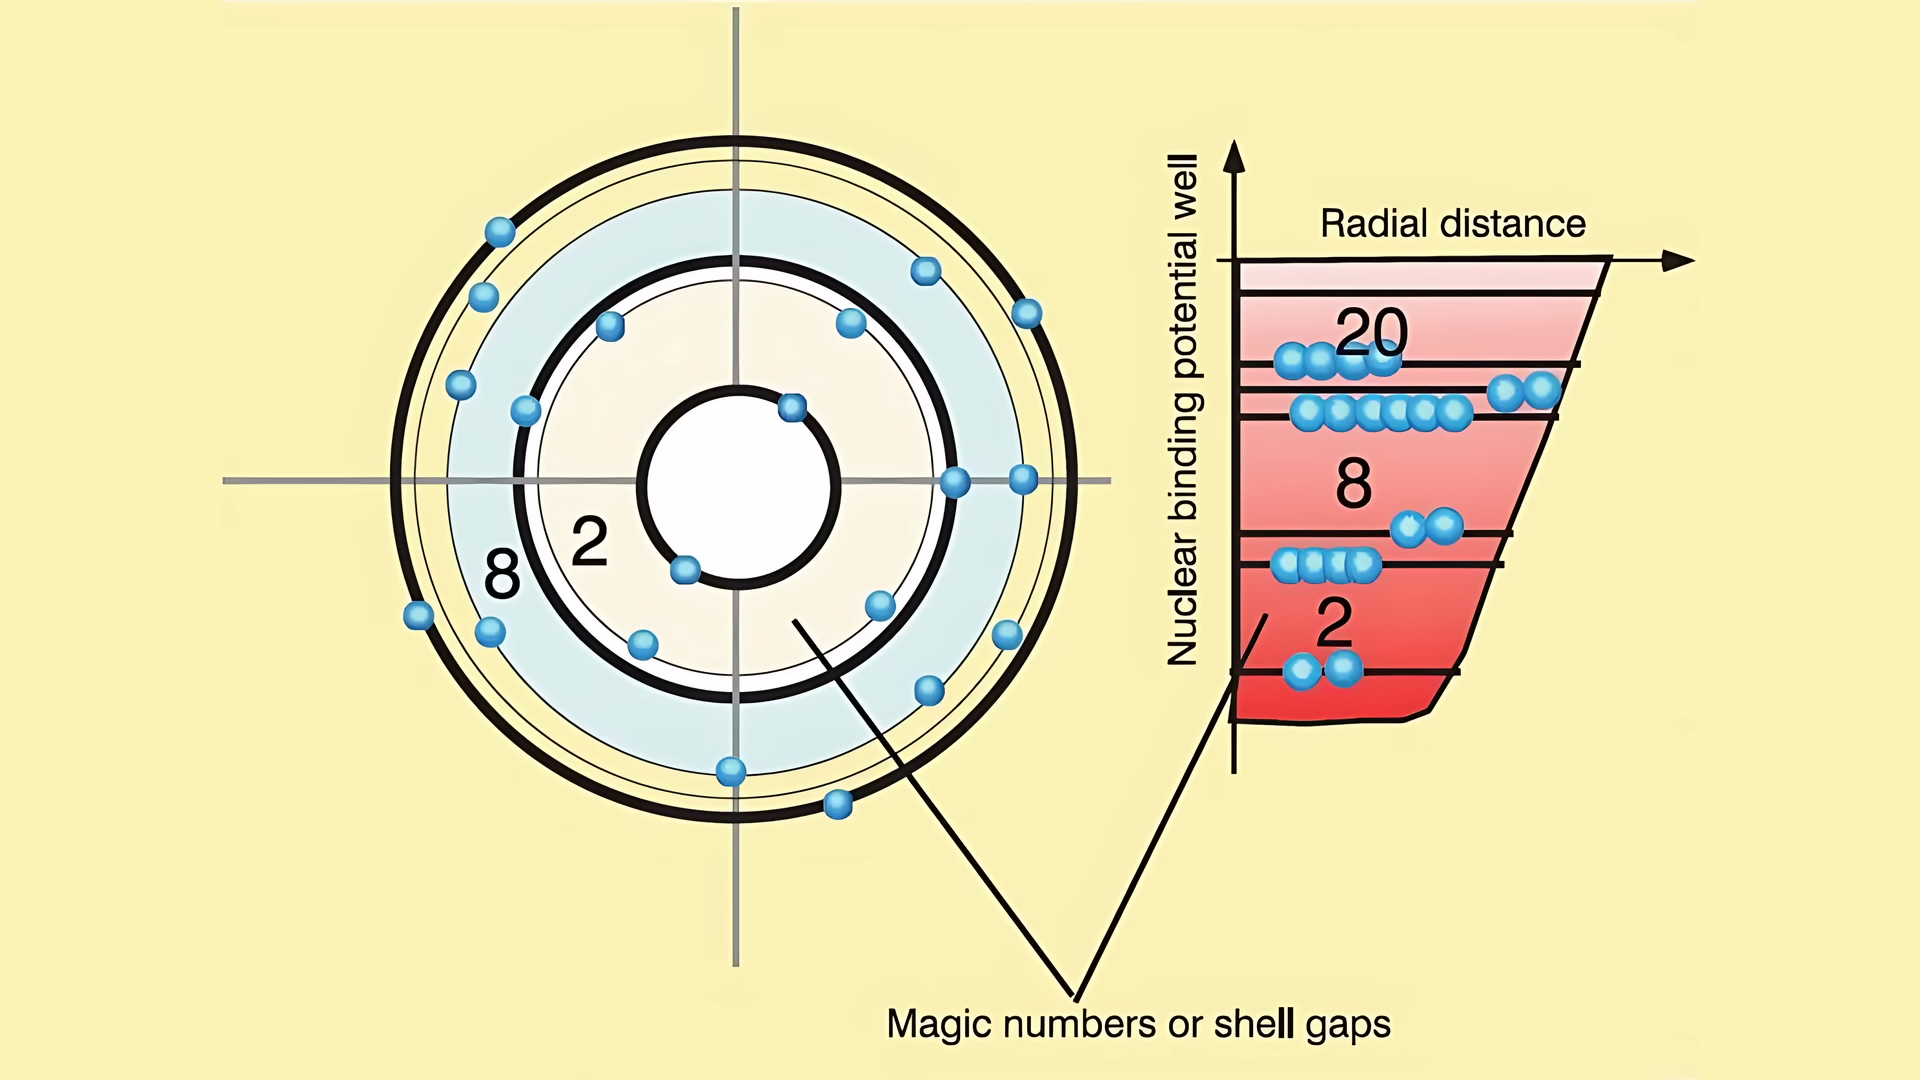 8
2
Nuclear binding potential well
Radial distance
20
8
2
Magic numbers or shell gaps